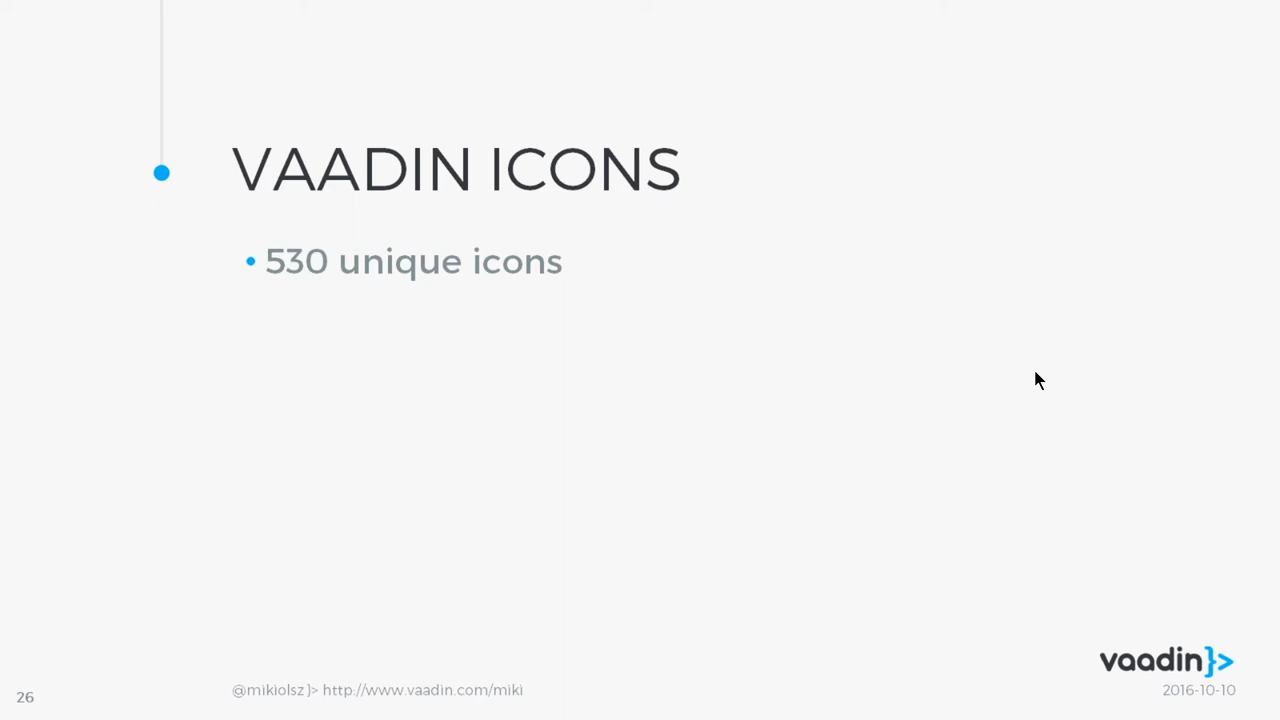 VAADIN ICONS
• 530 unique icons
vaadin}>
26
@mikiolsz }> http://www.vaadin.com/miki
2016-10-10